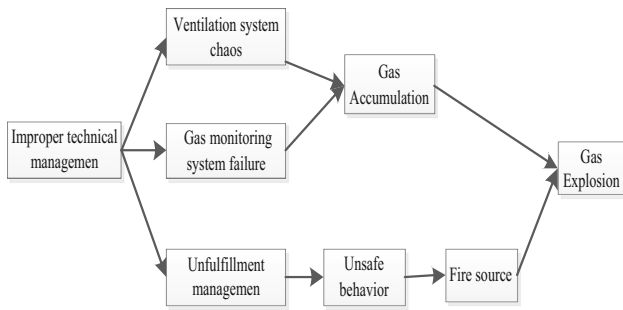 Ventilation system
chaos
Gas
Accumulation
Improper technical
managemen
Gas monitoring
system failure
Gas
Explosion
Unfulfillment
managemen
Unsafe
behavior
Fire source